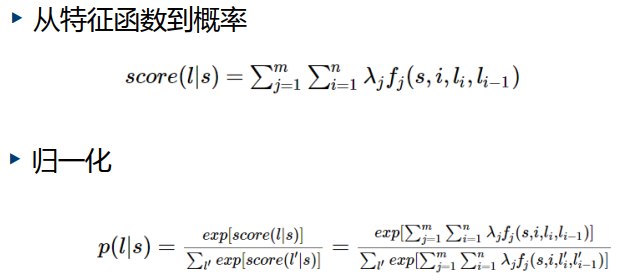 从特征函数到概率
score(l|s) = ∑_{j=1}^{m} ∑_{i=1}^{n} λ_j f_j(s, i, l_i, l_{i−1})
归一化
p(l|s) = exp[score(l|s)] / ∑_{l'} exp[score(l'|s)] = exp[∑_{j=1}^{m} ∑_{i=1}^{n} λ_j f_j(s,i,l_i,l_{i−1})] / ∑_{l'} exp[∑_{j=1}^{m} ∑_{i=1}^{n} λ_j f_j(s,i,l'_i,l'_{i−1})]